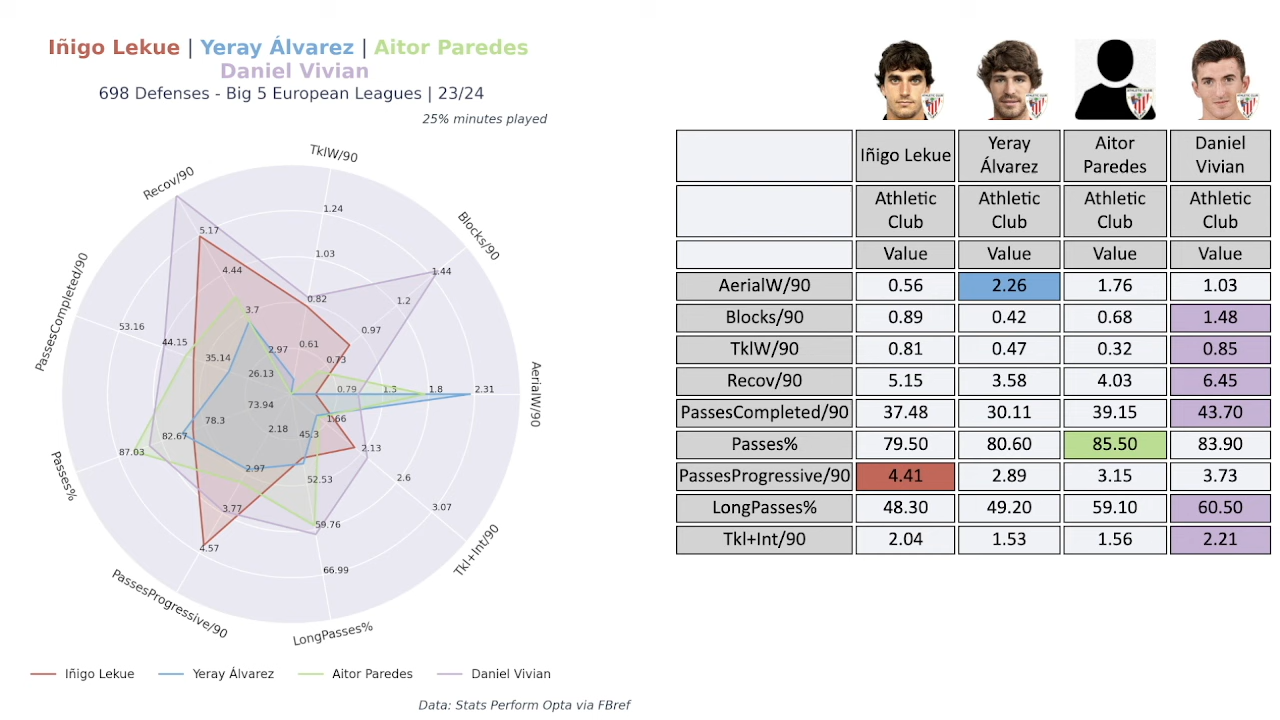 Iñigo Lekue | Yeray Álvarez | Aitor Paredes
Daniel Vivian
698 Defenses - Big 5 European Leagues | 23/24
25% minutes played
TklW/90
Recov/90
Blocks/90
PassesCompleted/90
AerialW/90
Passes%
Tkl+Int/90
PassesProgressive/90
LongPasses%
1.24
1.03
0.82
0.61
5.17
4.44
3.7
2.97
1.44
1.2
0.97
0.73
53.16
44.15
35.14
26.13
0.79
1.3
1.8
2.31
73.94
78.3
82.67
87.03
2.18
2.97
3.77
4.57
45.3
52.53
59.76
66.99
1.66
2.13
2.6
3.07
Iñigo Lekue Yeray Álvarez Aitor Paredes Daniel Vivian
Data: Stats Perform Opta via FBref
Iñigo Lekue Yeray Álvarez Aitor Paredes Daniel Vivian
Athletic Club Athletic Club Athletic Club Athletic Club
Value Value Value Value
AerialW/90 0.56 2.26 1.76 1.03
Blocks/90 0.89 0.42 0.68 1.48
TklW/90 0.81 0.47 0.32 0.85
Recov/90 5.15 3.58 4.03 6.45
PassesCompleted/90 37.48 30.11 39.15 43.70
Passes% 79.50 80.60 85.50 83.90
PassesProgressive/90 4.41 2.89 3.15 3.73
LongPasses% 48.30 49.20 59.10 60.50
Tkl+Int/90 2.04 1.53 1.56 2.21